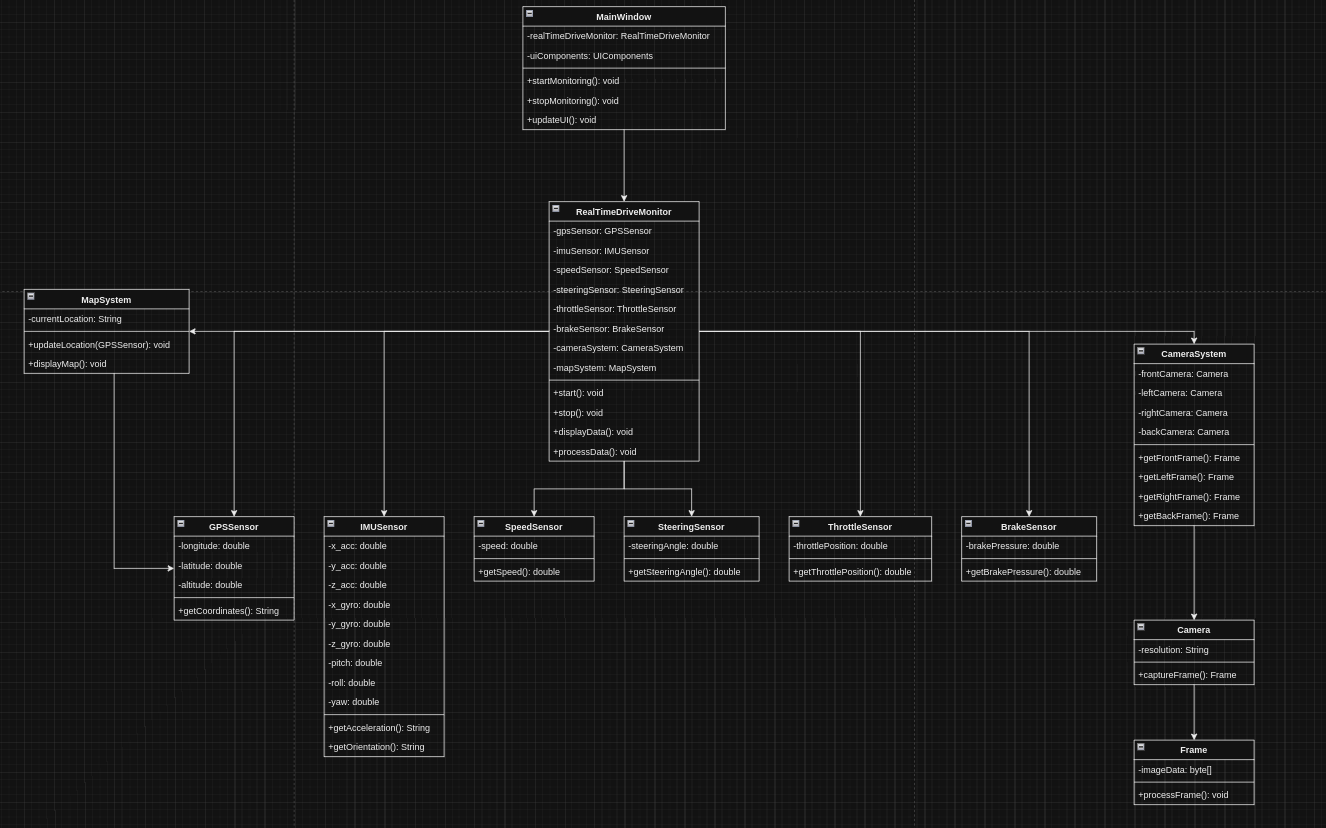 MainWindow
-realTimeDriveMonitor: RealTimeDriveMonitor
-uiComponents: UIComponents
+startMonitoring(): void
+stopMonitoring(): void
+updateUI(): void
RealTimeDriveMonitor
-gpsSensor: GPSSensor
-imuSensor: IMUSensor
-speedSensor: SpeedSensor
-steeringSensor: SteeringSensor
-throttleSensor: ThrottleSensor
-brakeSensor: BrakeSensor
-cameraSystem: CameraSystem
-mapSystem: MapSystem
+start(): void
+stop(): void
+displayData(): void
+processData(): void
MapSystem
-currentLocation: String
+updateLocation(GPSSensor): void
+displayMap(): void
CameraSystem
-frontCamera: Camera
-leftCamera: Camera
-rightCamera: Camera
-backCamera: Camera
+getFrontFrame(): Frame
+getLeftFrame(): Frame
+getRightFrame(): Frame
+getBackFrame(): Frame
GPSSensor
-longitude: double
-latitude: double
-altitude: double
+getCoordinates(): String
IMUSensor
-x_acc: double
-y_acc: double
-z_acc: double
-x_gyro: double
-y_gyro: double
-z_gyro: double
-pitch: double
-roll: double
-yaw: double
+getAcceleration(): String
+getOrientation(): String
SpeedSensor
-speed: double
+getSpeed(): double
SteeringSensor
-steeringAngle: double
+getSteeringAngle(): double
ThrottleSensor
-throttlePosition: double
+getThrottlePosition(): double
BrakeSensor
-brakePressure: double
+getBrakePressure(): double
Camera
-resolution: String
+captureFrame(): Frame
Frame
-imageData: byte[]
+processFrame(): void